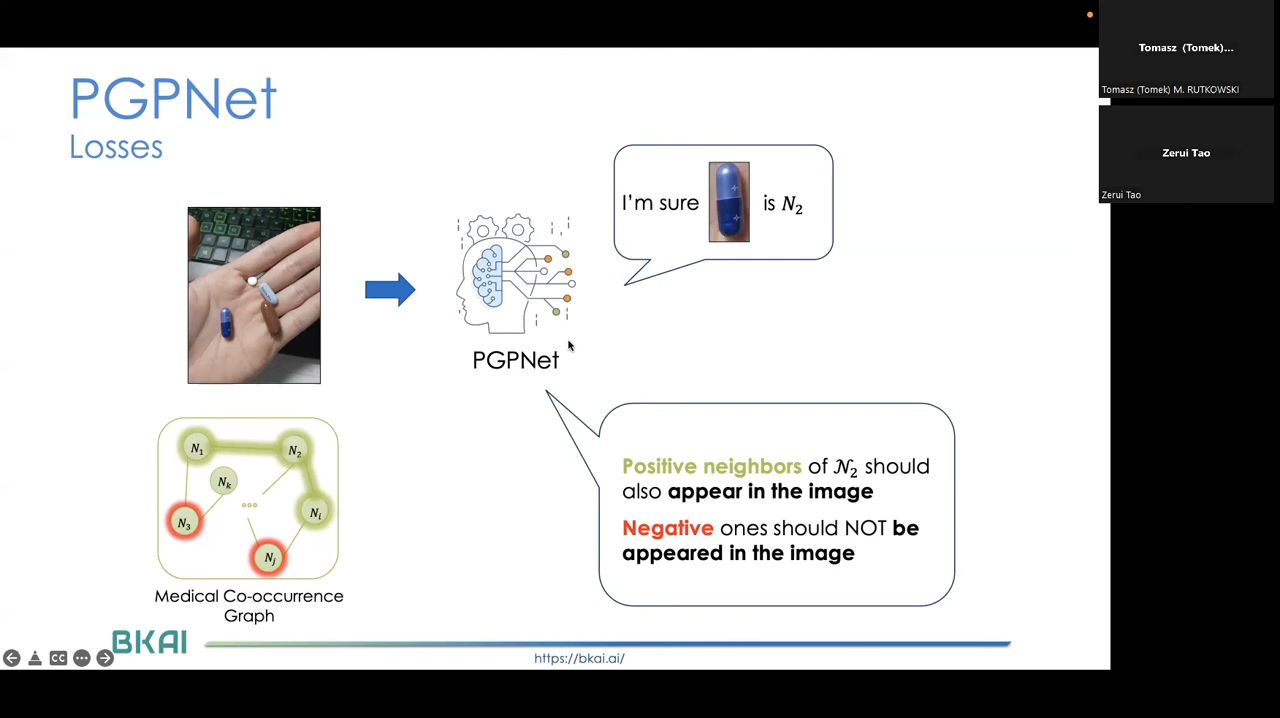 PGPNet
Losses
I'm sure is N₂
PGPNet
Positive neighbors of N₂ should
also appear in the image
Negative ones should NOT be
appeared in the image
N₁
N₂
Nₖ
Nᵢ
N₃
Nⱼ
Medical Co-occurrence
Graph
BKAI
https://bkai.ai/
CC
Tomasz (Tomek)...
Tomasz (Tomek) M. RUTKOWSKI
Zerui Tao
Zerui Tao